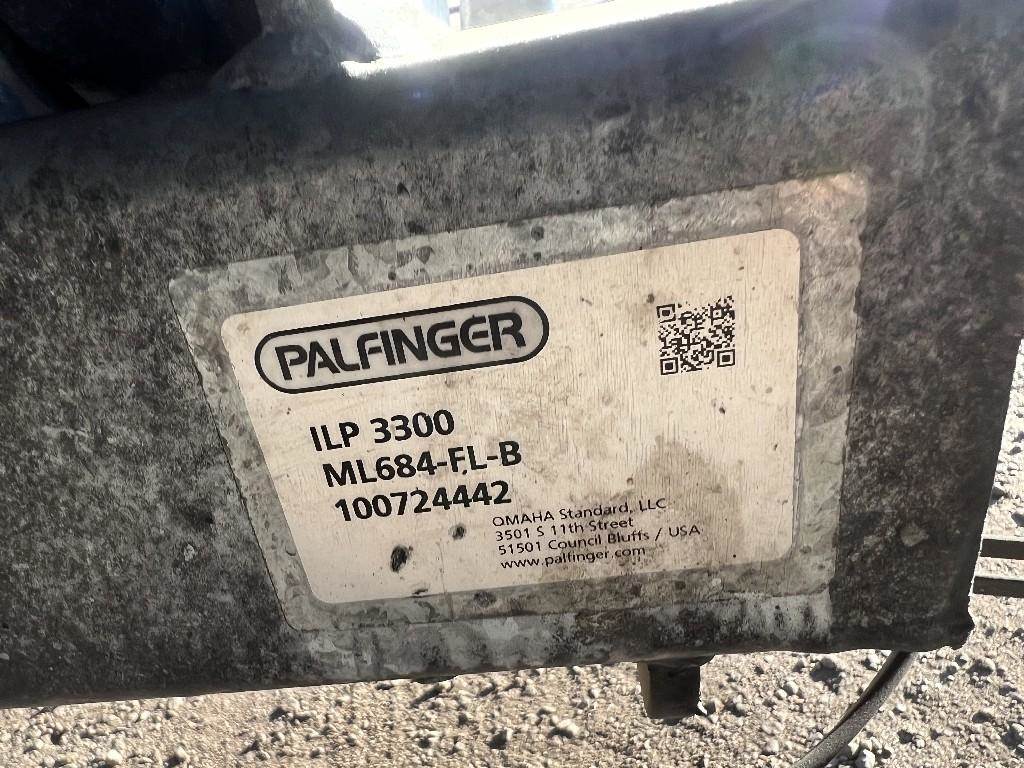 PALFINGER
ILP 3300
ML684-FL-B
100724442
OMAHA Standard, LLC
3501 S 11th Street
51501 Council Bluffs / USA
www.palfinger.com